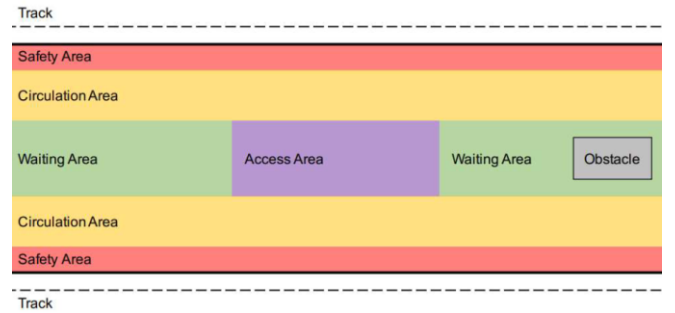 Track
Safety Area
Circulation Area
Waiting Area
Access Area
Waiting Area
Obstacle
Circulation Area
Safety Area
Track